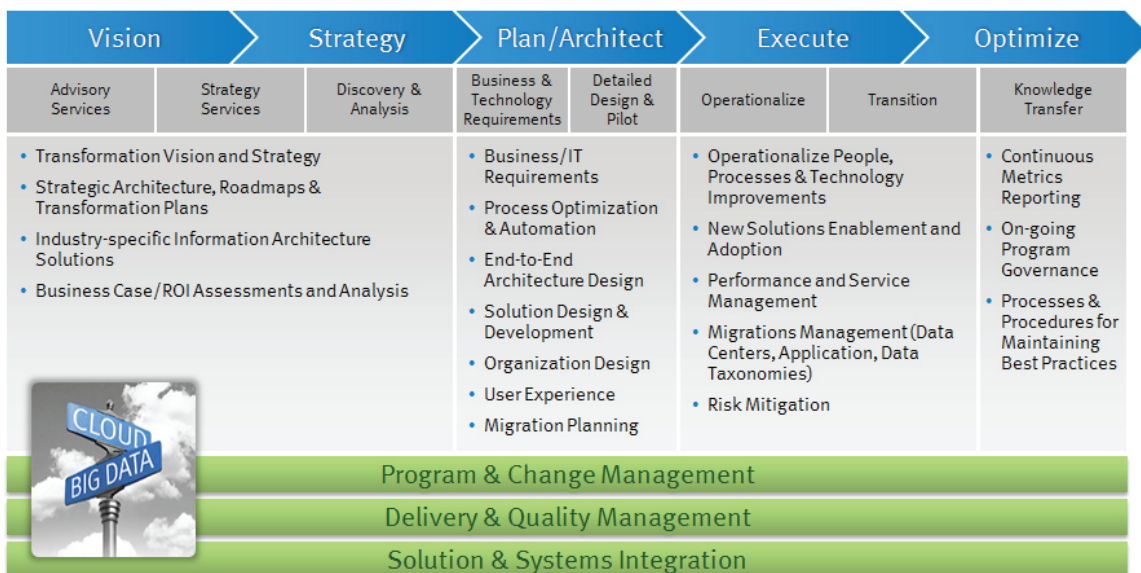 Vision
Strategy
Plan/Architect
Execute
Optimize
Advisory
Services
Strategy
Services
Discovery &
Analysis
Business &
Technology
Requirements
Detailed
Design &
Pilot
Operationalize
Transition
Knowledge
Transfer
• Transformation Vision and Strategy
• Strategic Architecture, Roadmaps &
Transformation Plans
• Industry-specific Information Architecture
Solutions
• Business Case/ROI Assessments and Analysis
• Business/IT
Requirements
• Process Optimization
& Automation
• End-to-End
Architecture Design
• Solution Design &
Development
• Organization Design
• User Experience
• Migration Planning
• Operationalize People,
Processes & Technology
Improvements
• New Solutions Enablement and
Adoption
• Performance and Service
Management
• Migrations Management (Data
Centers, Application, Data
Taxonomies)
• Risk Mitigation
• Continuous
Metrics
Reporting
• On-going
Program
Governance
• Processes &
Procedures for
Maintaining
Best Practices
CLOUD
BIG DATA
Program & Change Management
Delivery & Quality Management
Solution & Systems Integration